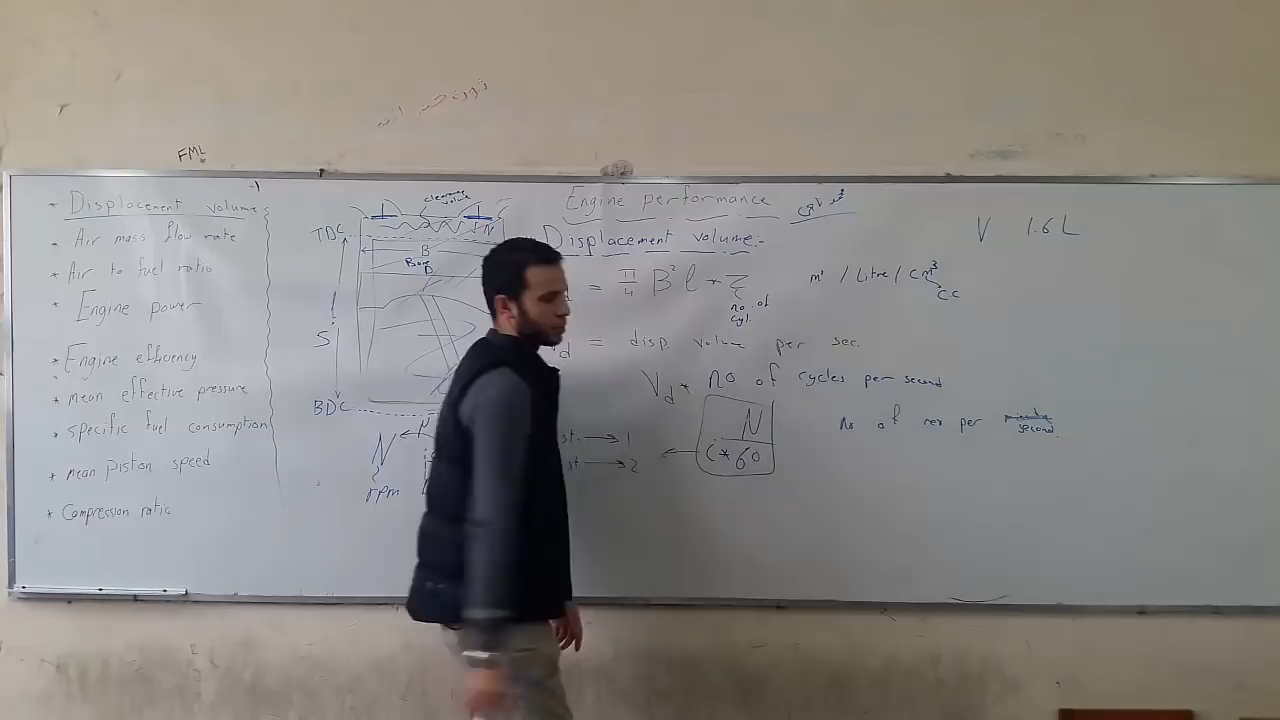 FML
* Displacement volume
* Air mass flow rate
* Air to fuel ratio
* Engine power
* Engine effciency
* mean effective pressure
* specific fuel consumption
* mean piston speed
* Compression ratio
clearance volume
TDC
B
Bore
D
S
BDC
N
rpm
Engine performance
Displacement volume:-
= π/4 B² l * Z
no. of cyl.
m³ / Litre / cm³
C.C
V 1.6 L
d = disp. volume per sec.
Vd * no of cycles per second
N
i * 60
no of rev per second.
st. → 1
st → 2